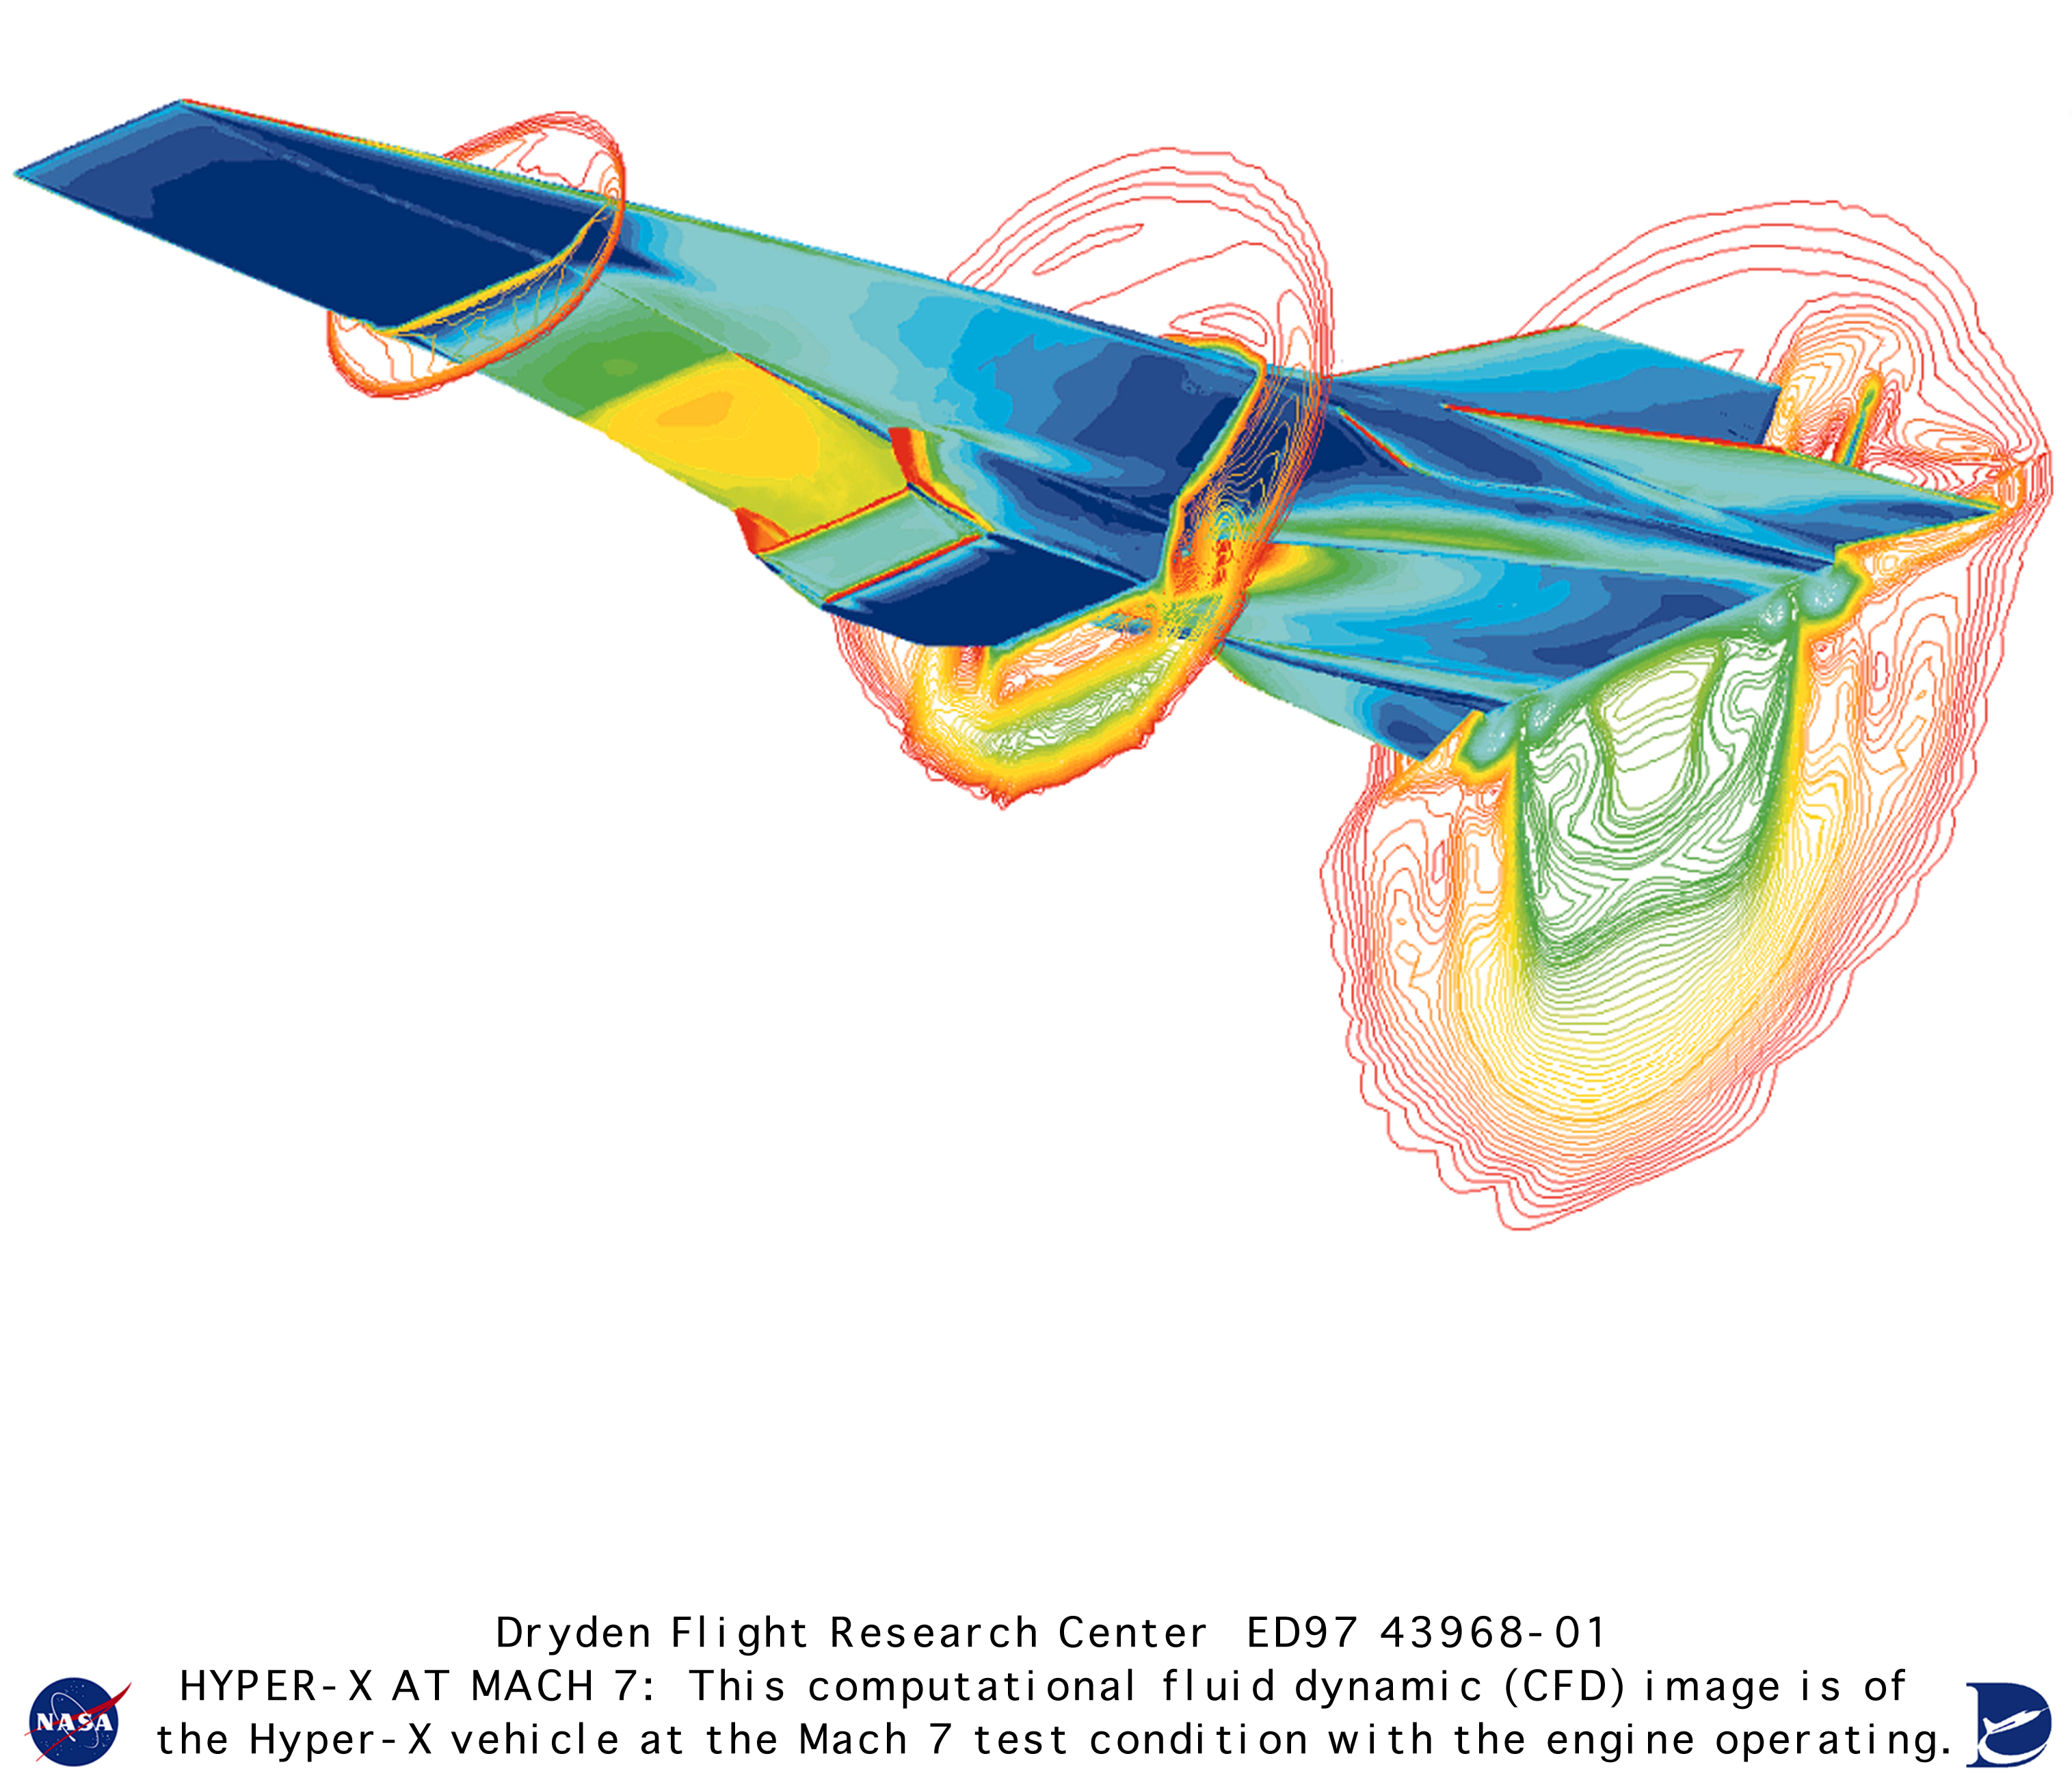 Dryden Flight Research Center ED97 43968-01
HYPER-X AT MACH 7: This computational fluid dynamic (CFD) image is of
the Hyper-X vehicle at the Mach 7 test condition with the engine operating.
NASA